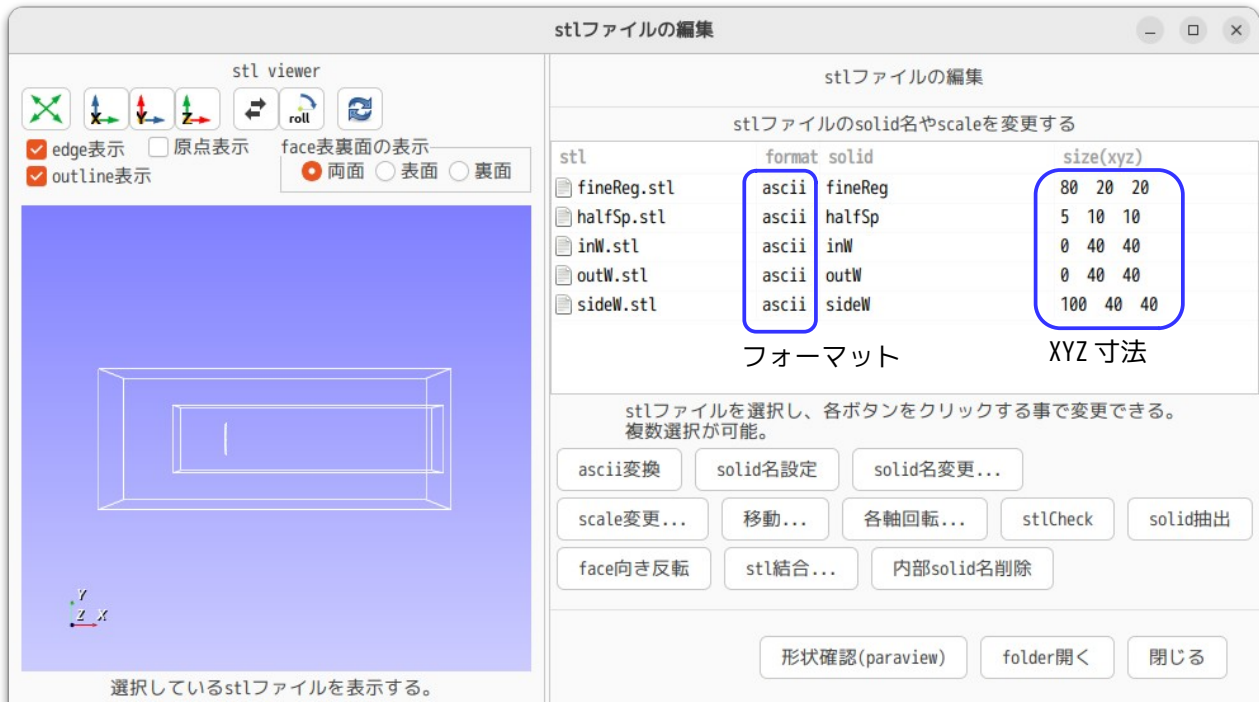 stlファイルの編集
stl viewer
X
Y
Z
roll
edge表示
原点表示
outline表示
face表裏面の表示
両面
表面
裏面
Y
Z X
選択しているstlファイルを表示する。
stlファイルの編集
stlファイルのsolid名やscaleを変更する
stl format solid size(xyz)
fineReg.stl ascii fineReg 80 20 20
halfSp.stl ascii halfSp 5 10 10
inW.stl ascii inW 0 40 40
outW.stl ascii outW 0 40 40
sideW.stl ascii sideW 100 40 40
フォーマット
XYZ 寸法
stlファイルを選択し、各ボタンをクリックする事で変更できる。
複数選択が可能。
ascii変換 solid名設定 solid名変更...
scale変更... 移動... 各軸回転... stlCheck solid抽出
face向き反転 stl結合... 内部solid名削除
形状確認(paraview) folder開く 閉じる